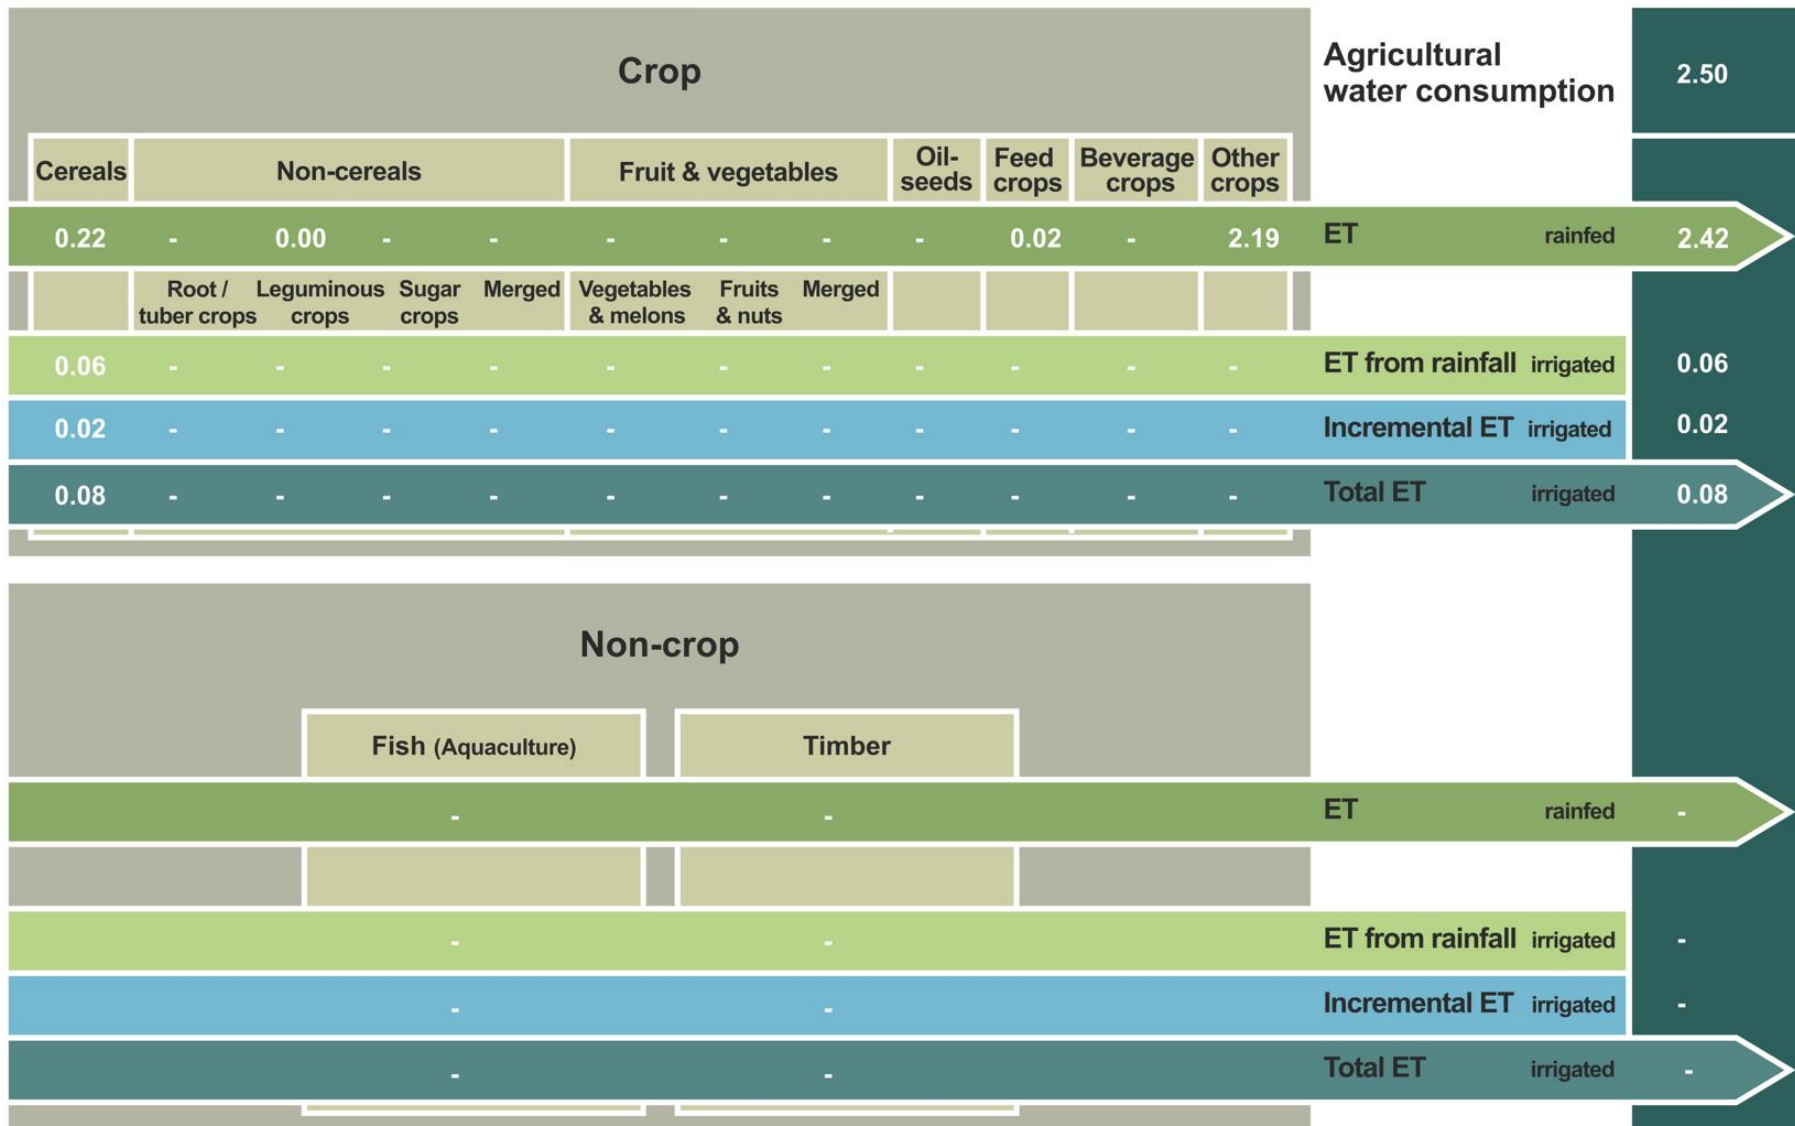 Crop
Agricultural
water consumption
2.50
Cereals Non-cereals Fruit & vegetables Oil-seeds Feed crops Beverage crops Other crops
0.22 - 0.00 - - - - - - 0.02 - 2.19 ET rainfed 2.42
Root / tuber crops Leguminous crops Sugar crops Merged Vegetables & melons Fruits & nuts Merged
0.06 - - - - - - - - - - - ET from rainfall irrigated 0.06
0.02 - - - - - - - - - - - Incremental ET irrigated 0.02
0.08 - - - - - - - - - - - Total ET irrigated 0.08
Non-crop
Fish (Aquaculture) Timber
- - ET rainfed -
- - ET from rainfall irrigated -
- - Incremental ET irrigated -
- - Total ET irrigated -